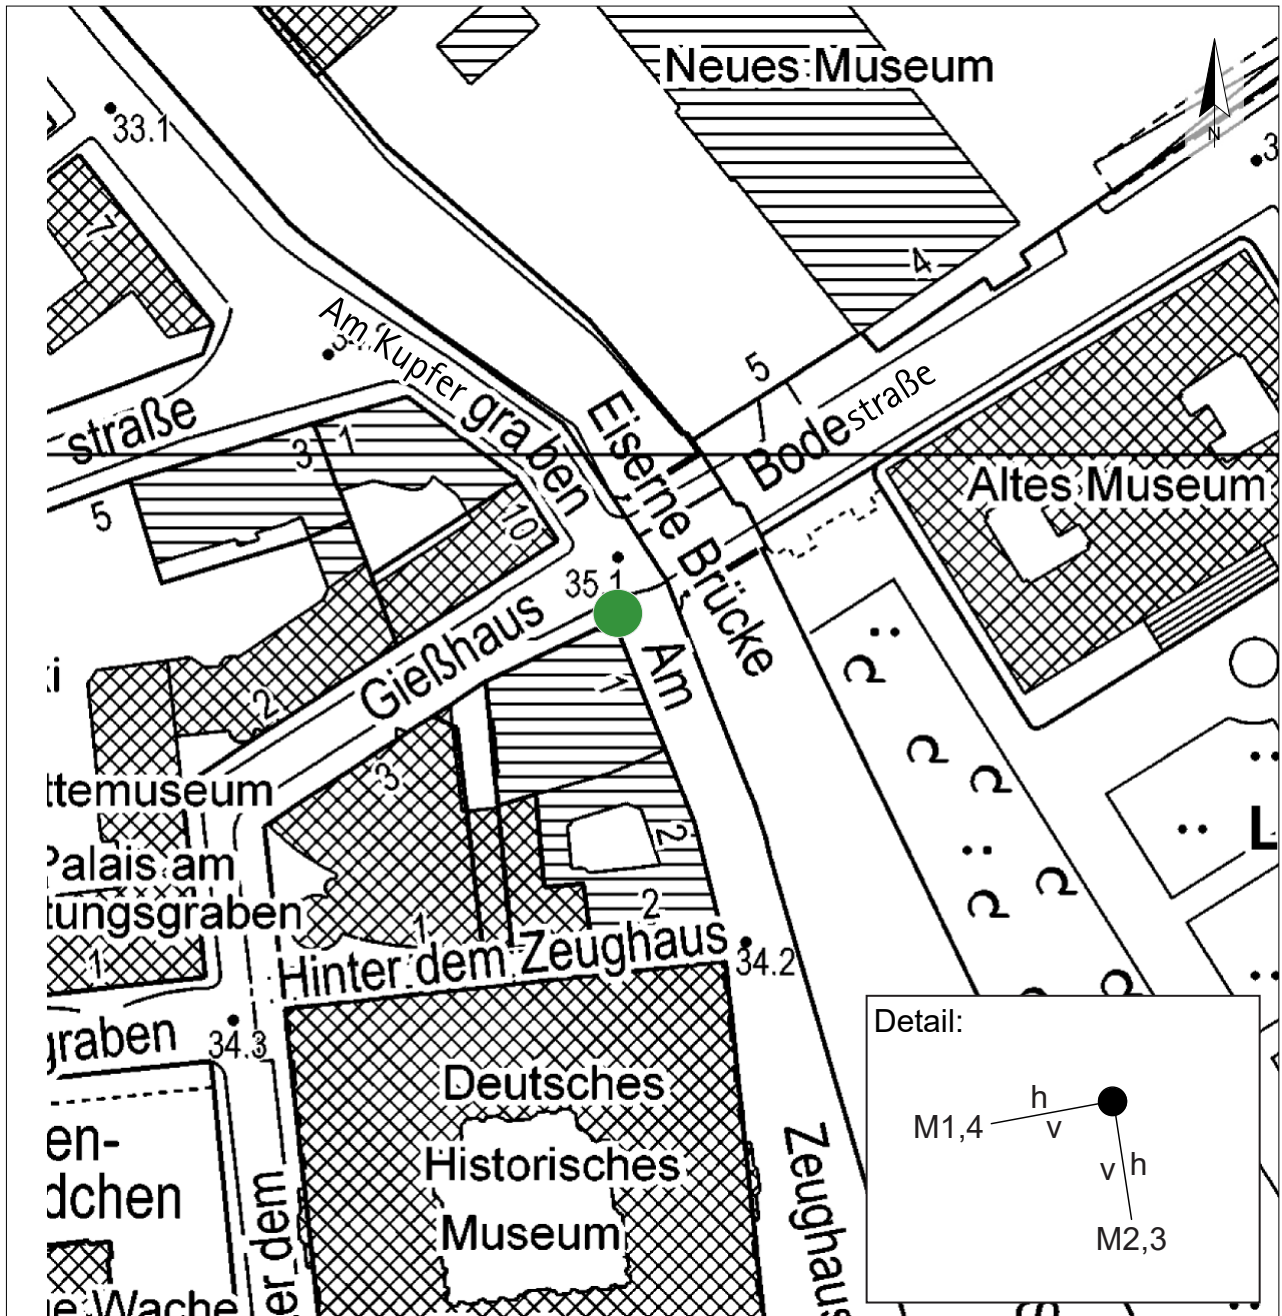 Neues Museum
N
33.1
3
7
4
Am Kupfer graben
5
Bodestraße
Eiserne Brücke
straße
3
1
5
10
Altes Museum
35.1
Gießhaus
Am
1
2
3
ttemuseum
2
Palais am
tungsgraben
2
1
1
Hinter dem Zeughaus
34.2
graben
34.3
L
Detail:
h
M1,4
v
v
h
M2,3
Deutsches
Historisches
Museum
en-
dchen
er dem
Zeughaus
e Wache